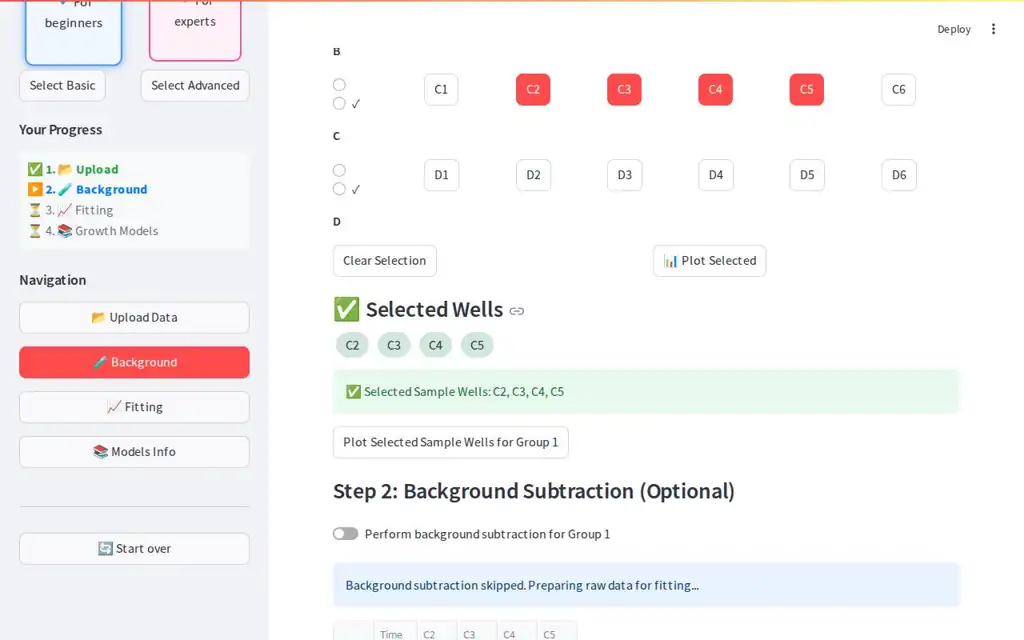 For
beginners
For
experts
Select Basic
Select Advanced
Your Progress
✅ 1. 📂 Upload
▶️ 2. 🧪 Background
⏳ 3. 📈 Fitting
⏳ 4. 📚 Growth Models
Navigation
📂 Upload Data
🧪 Background
📈 Fitting
📚 Models Info
🔄 Start over
Deploy
B
✓
C1 C2 C3 C4 C5 C6
C
✓
D1 D2 D3 D4 D5 D6
D
Clear Selection
📊 Plot Selected
✅ Selected Wells
C2 C3 C4 C5
✅ Selected Sample Wells: C2, C3, C4, C5
Plot Selected Sample Wells for Group 1
Step 2: Background Subtraction (Optional)
Perform background subtraction for Group 1
Background subtraction skipped. Preparing raw data for fitting...
Time C2 C3 C4 C5